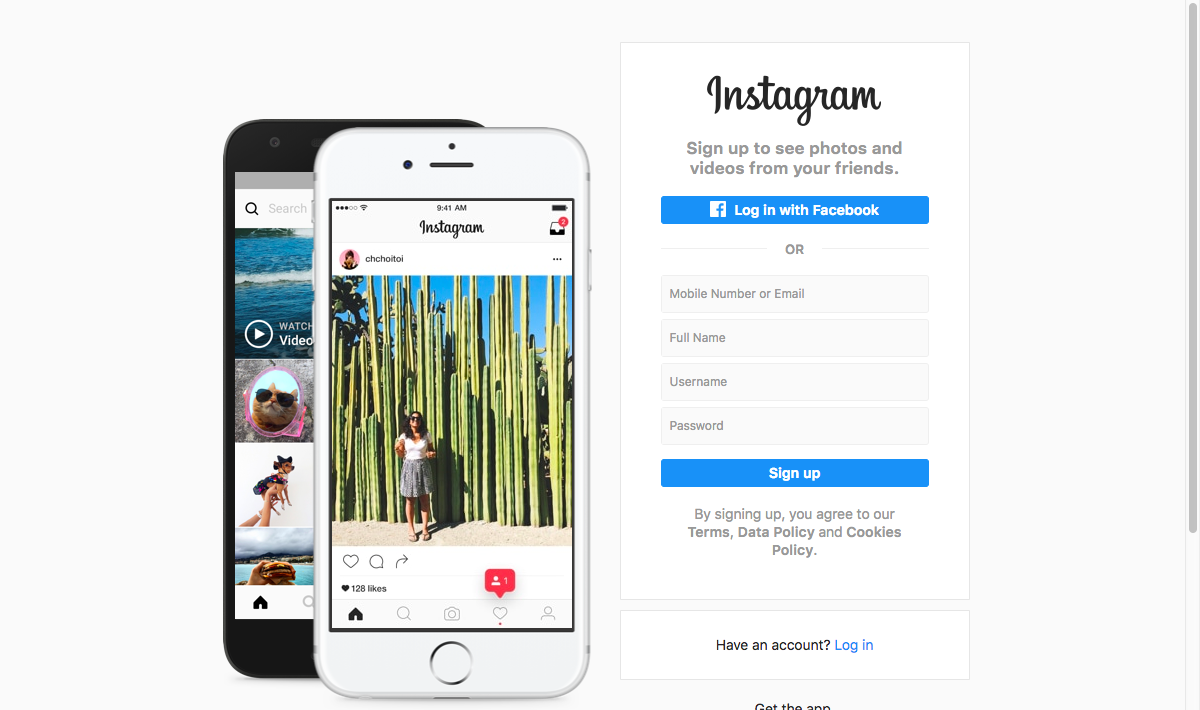 Search
WATCH
Video
9:41 AM
Instagram
2
chchoitoi
128 likes
1
Instagram
Sign up to see photos and
videos from your friends.
Log in with Facebook
OR
Mobile Number or Email
Full Name
Username
Password
Sign up
By signing up, you agree to our
Terms, Data Policy and Cookies
Policy.
Have an account? Log in
Get the app.